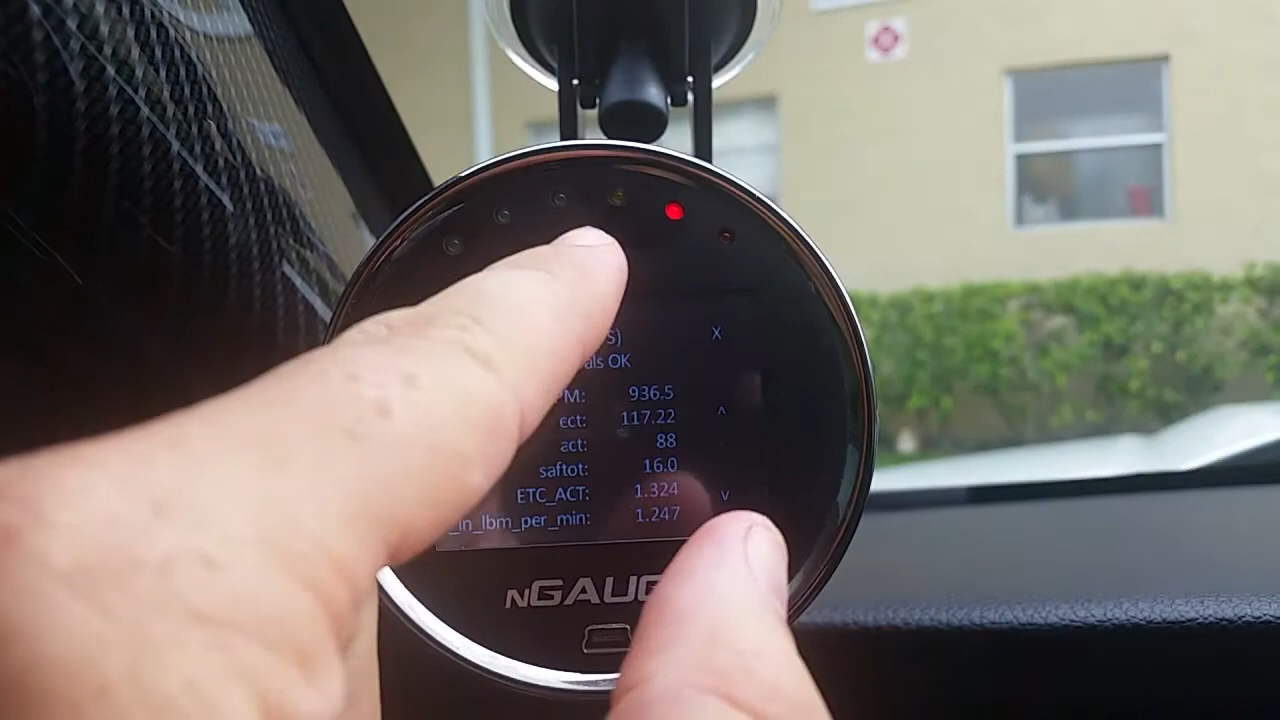 S) X
als OK
PM: 936.5
ect: 117.22 ^
act: 88
saftot: 16.0
ETC_ACT: 1.324 v
_in_lbm_per_min: 1.247
nGAUG